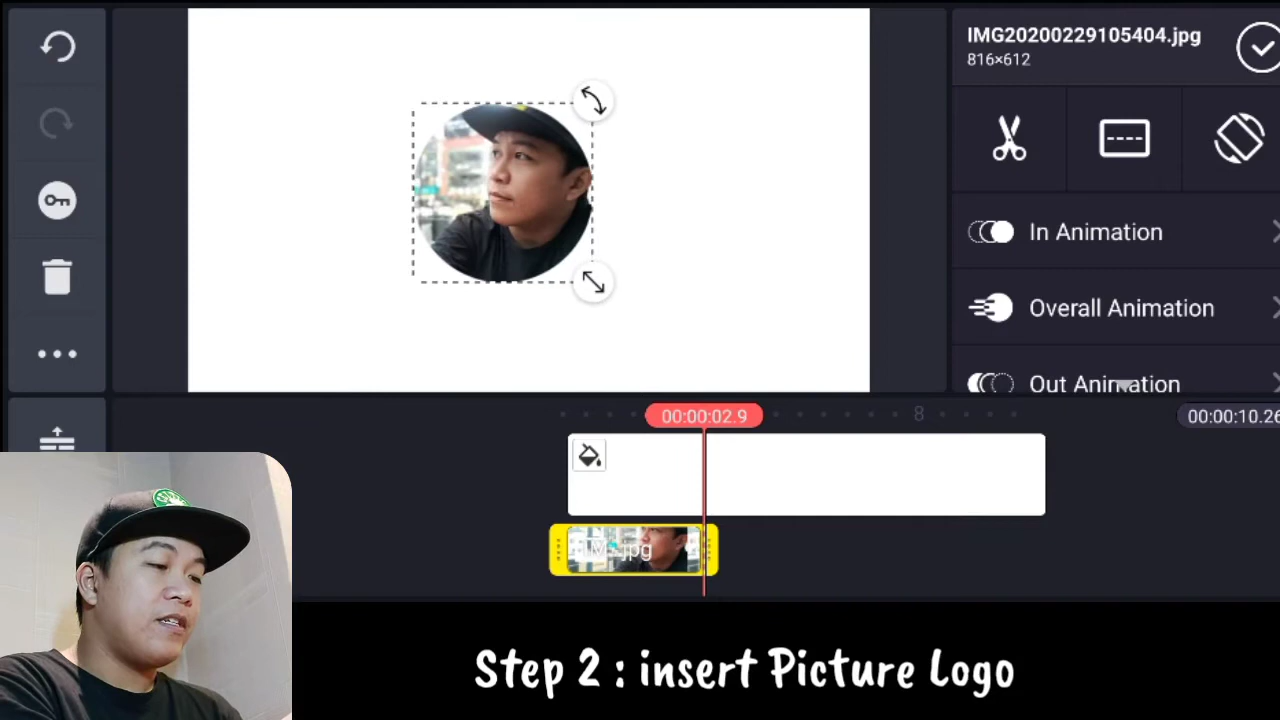 IMG20200229105404.jpg
816×612
In Animation
Overall Animation
Out Animation
00:00:02.9
8
00:00:10.26
.jpg
Step 2 : insert Picture Logo